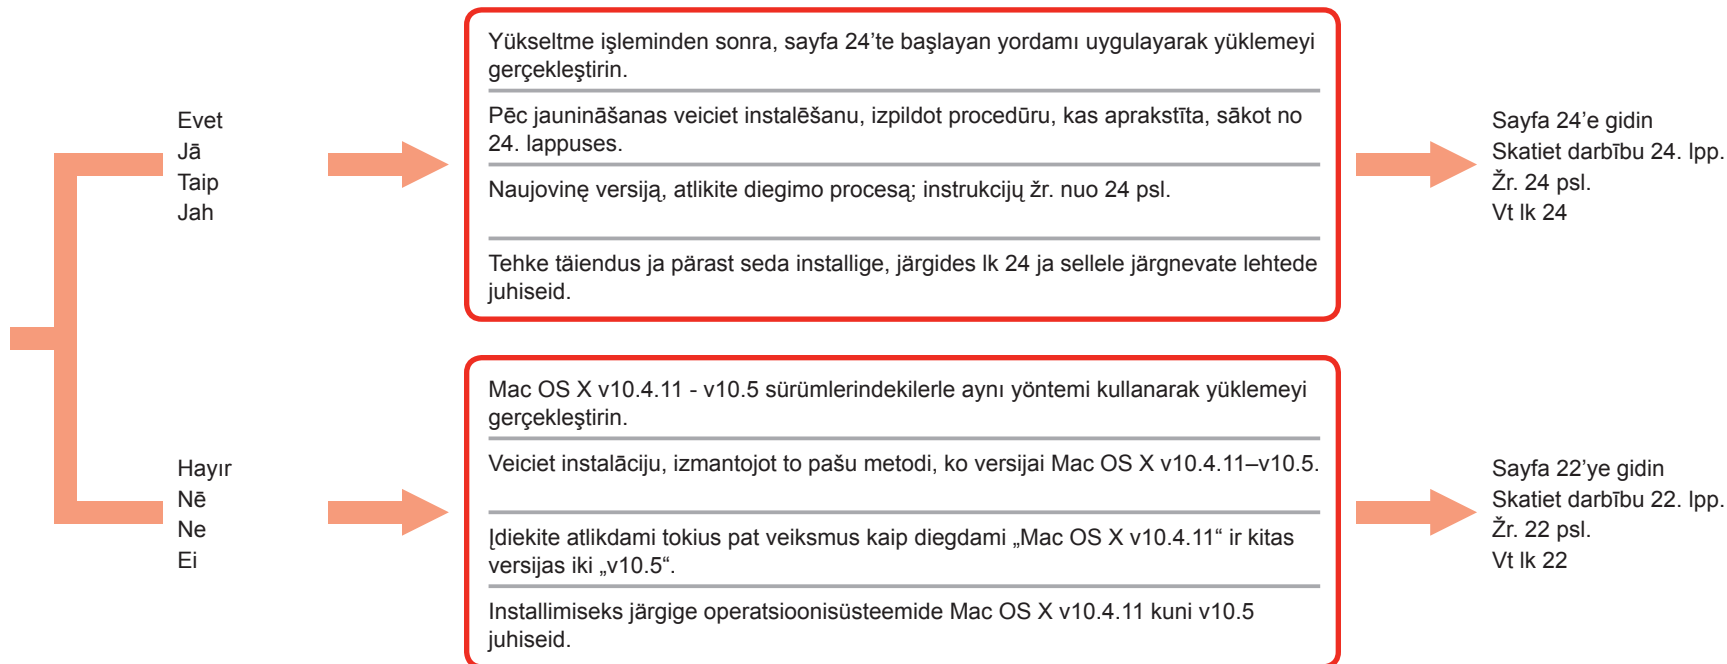 Evet
Jā
Taip
Jah
Yükseltme işleminden sonra, sayfa 24’te başlayan yordamı uygulayarak yüklemeyi
gerçekleştirin.
Pēc jaunināšanas veiciet instalēšanu, izpildot procedūru, kas aprakstīta, sākot no
24. lappuses.
Naujovinę versiją, atlikite diegimo procesą; instrukcijų žr. nuo 24 psl.
Tehke täiendus ja pärast seda installige, järgides lk 24 ja sellele järgnevate lehtede
juhiseid.
Sayfa 24’e gidin
Skatiet darbību 24. lpp.
Žr. 24 psl.
Vt lk 24
Hayır
Nē
Ne
Ei
Mac OS X v10.4.11 - v10.5 sürümlerindekilerle aynı yöntemi kullanarak yüklemeyi
gerçekleştirin.
Veiciet instalāciju, izmantojot to pašu metodi, ko versijai Mac OS X v10.4.11–v10.5.
Įdiekite atlikdami tokius pat veiksmus kaip diegdami „Mac OS X v10.4.11“ ir kitas
versijas iki „v10.5“.
Installimiseks järgige operatsioonisüsteemide Mac OS X v10.4.11 kuni v10.5
juhiseid.
Sayfa 22’ye gidin
Skatiet darbību 22. lpp.
Žr. 22 psl.
Vt lk 22